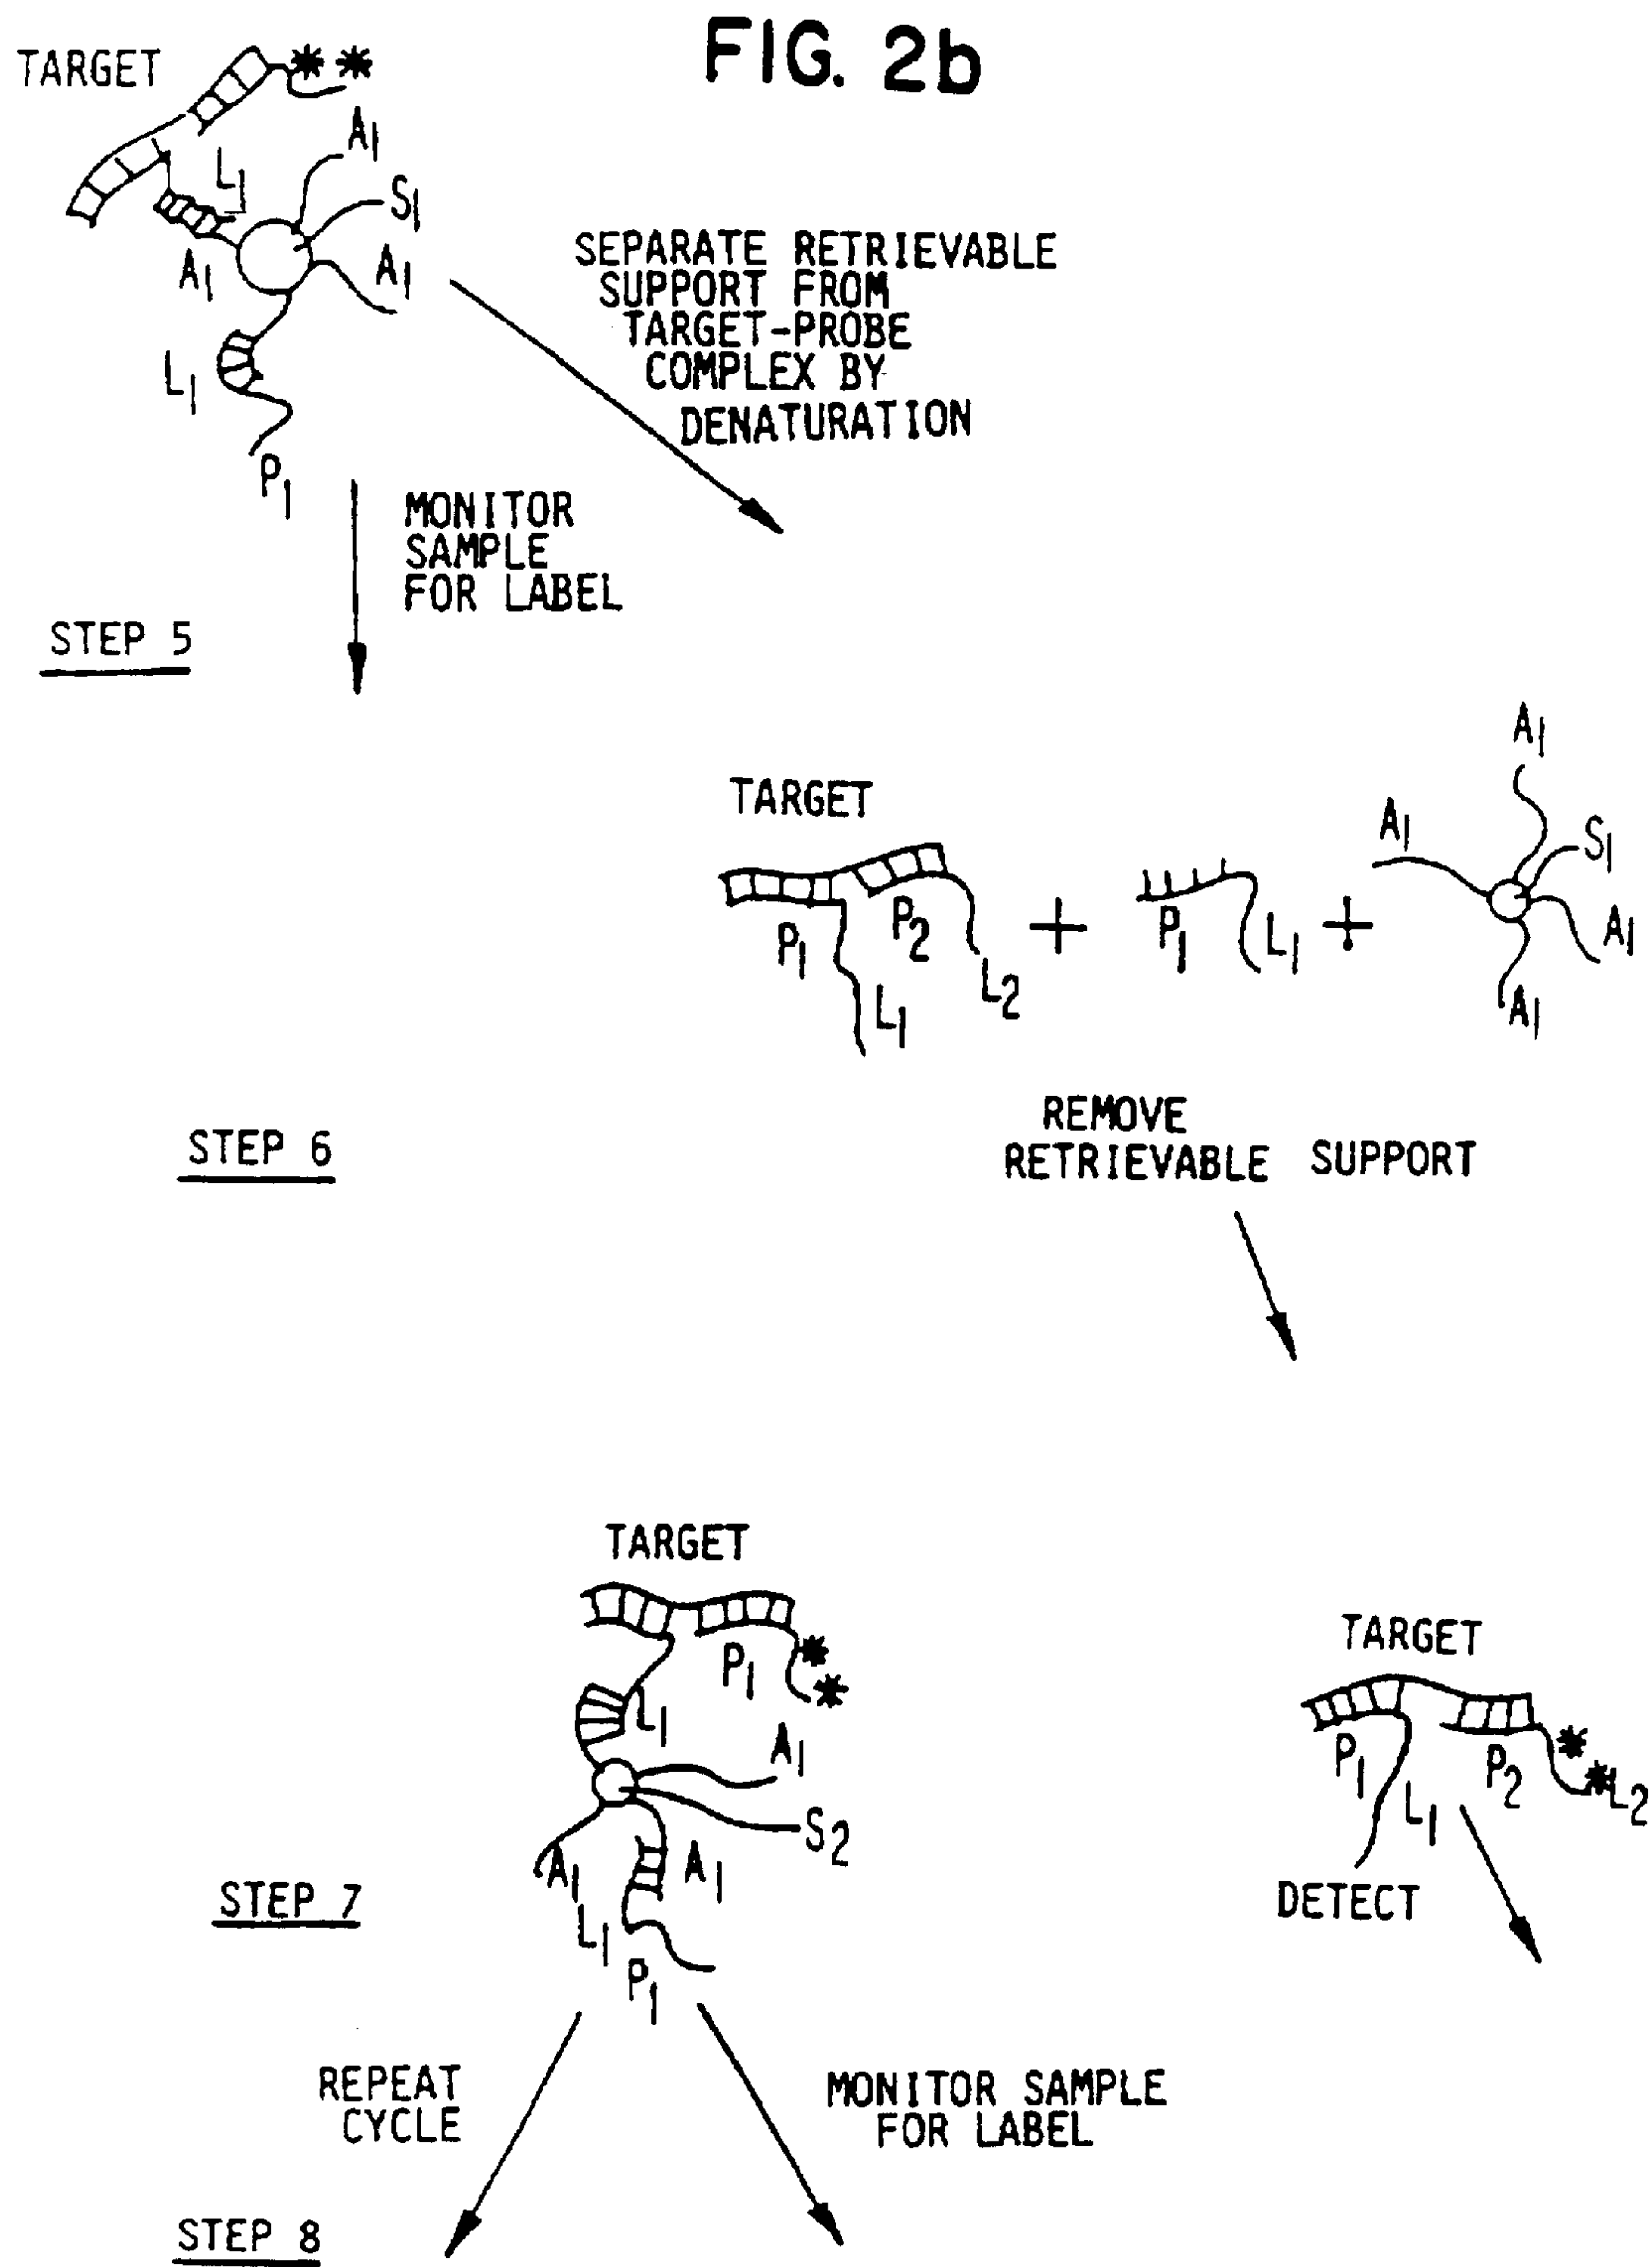 FIG. 2b
TARGET
* *
A1
L1
S1
A1
A1
L1
P1
SEPARATE RETRIEVABLE
SUPPORT FROM
TARGET-PROBE
COMPLEX BY
DENATURATION
MONITOR
SAMPLE
FOR LABEL
STEP 5
TARGET
P1
P2
L1
L2
+
P1
L1
+
A1
A1
S1
A1
A1
REMOVE
RETRIEVABLE SUPPORT
STEP 6
TARGET
P1
*
*
L1
A1
S2
A1
A1
L1
P1
STEP 7
TARGET
P1
L1
P2
*
*L2
DETECT
REPEAT
CYCLE
MONITOR SAMPLE
FOR LABEL
STEP 8